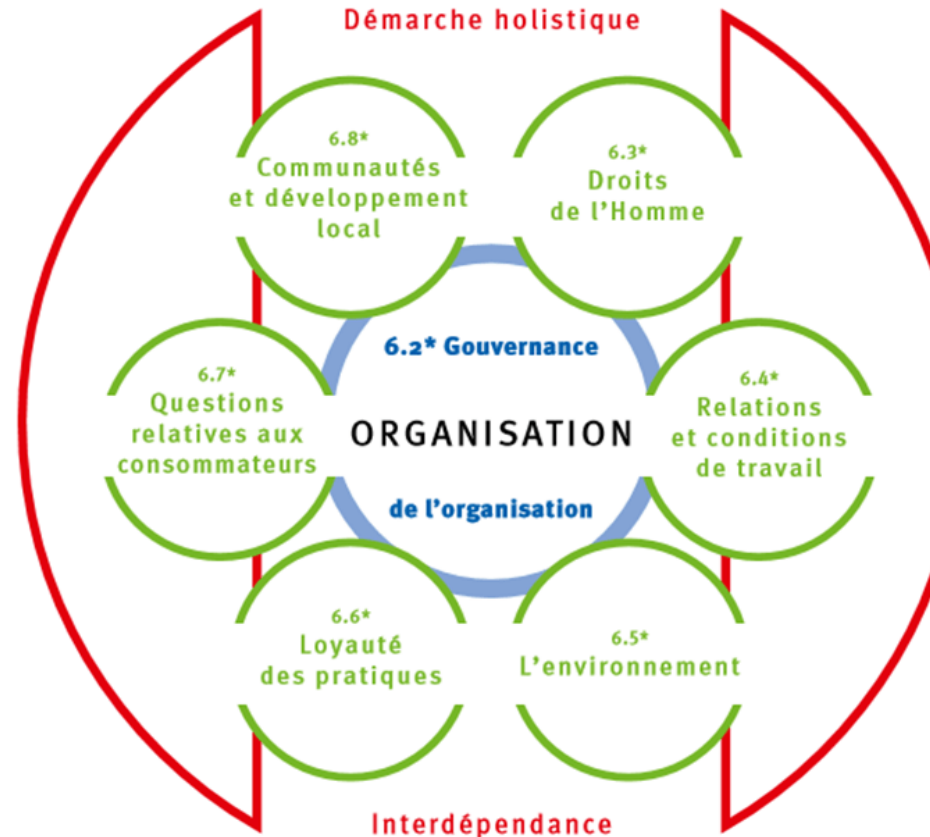 Démarche holistique
6.8*
Communautés
et développement
local
6.3*
Droits
de l'Homme
6.2* Gouvernance
ORGANISATION
de l'organisation
6.7*
Questions
relatives aux
consommateurs
6.4*
Relations
et conditions
de travail
6.6*
Loyauté
des pratiques
6.5*
L'environnement
Interdépendance